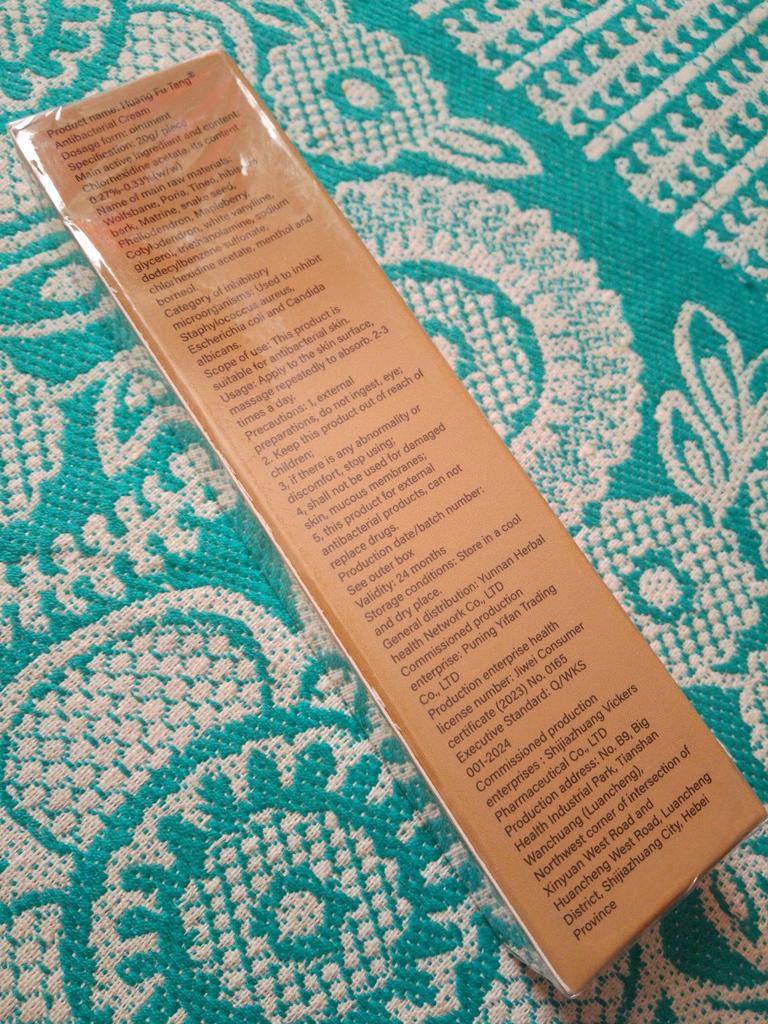 Product name: Huang Fu Tang®
Antibacterial Cream
Dosage form: ointment
Specification: 20g/ piece
Main active ingredient and content:
Chlorhexidine acetate, its content
0.27%-0.33%(w/w)
Name of main raw materials:
Wolfsbane, Poria, Tinea, hibiscus
bark, Matrine, snake seed,
Phellodendron, Mapleberry,
Cotylodendron, white vanylline,
glycerol, triethanolamine, sodium
dodecylbenzene sulfonate,
chlorhexidine acetate, menthol and
borneol
Category of inhibitory
microorganisms: Used to inhibit
Staphylococcus aureus,
Escherichia coli and Candida
albicans.
Scope of use: This product is
suitable for antibacterial skin.
Usage: Apply to the skin surface,
massage repeatedly to absorb. 2-3
times a day;
Precautions: 1, external
preparations, do not ingest, eye;
2. Keep this product out of reach of
children;
3, if there is any abnormality or
discomfort, stop using;
4, shall not be used for damaged
skin, mucous membranes;
5, this product for external
antibacterial products, can not
replace drugs.
Production date/batch number:
See outer box
Validity: 24 months
Storage conditions: Store in a cool
and dry place.
General distribution: Yunnan Herbal
health Network Co., LTD
Commissioned production
enterprise: Puning Yifan Trading
Co., LTD
Production enterprise health
license number: Jiwei Consumer
certificate (2023) No. 0165
Executive Standard: Q/WKS
001-2024
Commissioned production
enterprises : Shijiazhuang Vickers
Pharmaceutical Co., LTD
Production address: No. B9, Big
Health Industrial Park, Tianshan
Wanchuang (Luancheng),
Northwest corner of intersection of
Xinyuan West Road and
Huancheng West Road, Luancheng
District, Shijiazhuang City, Hebei
Province